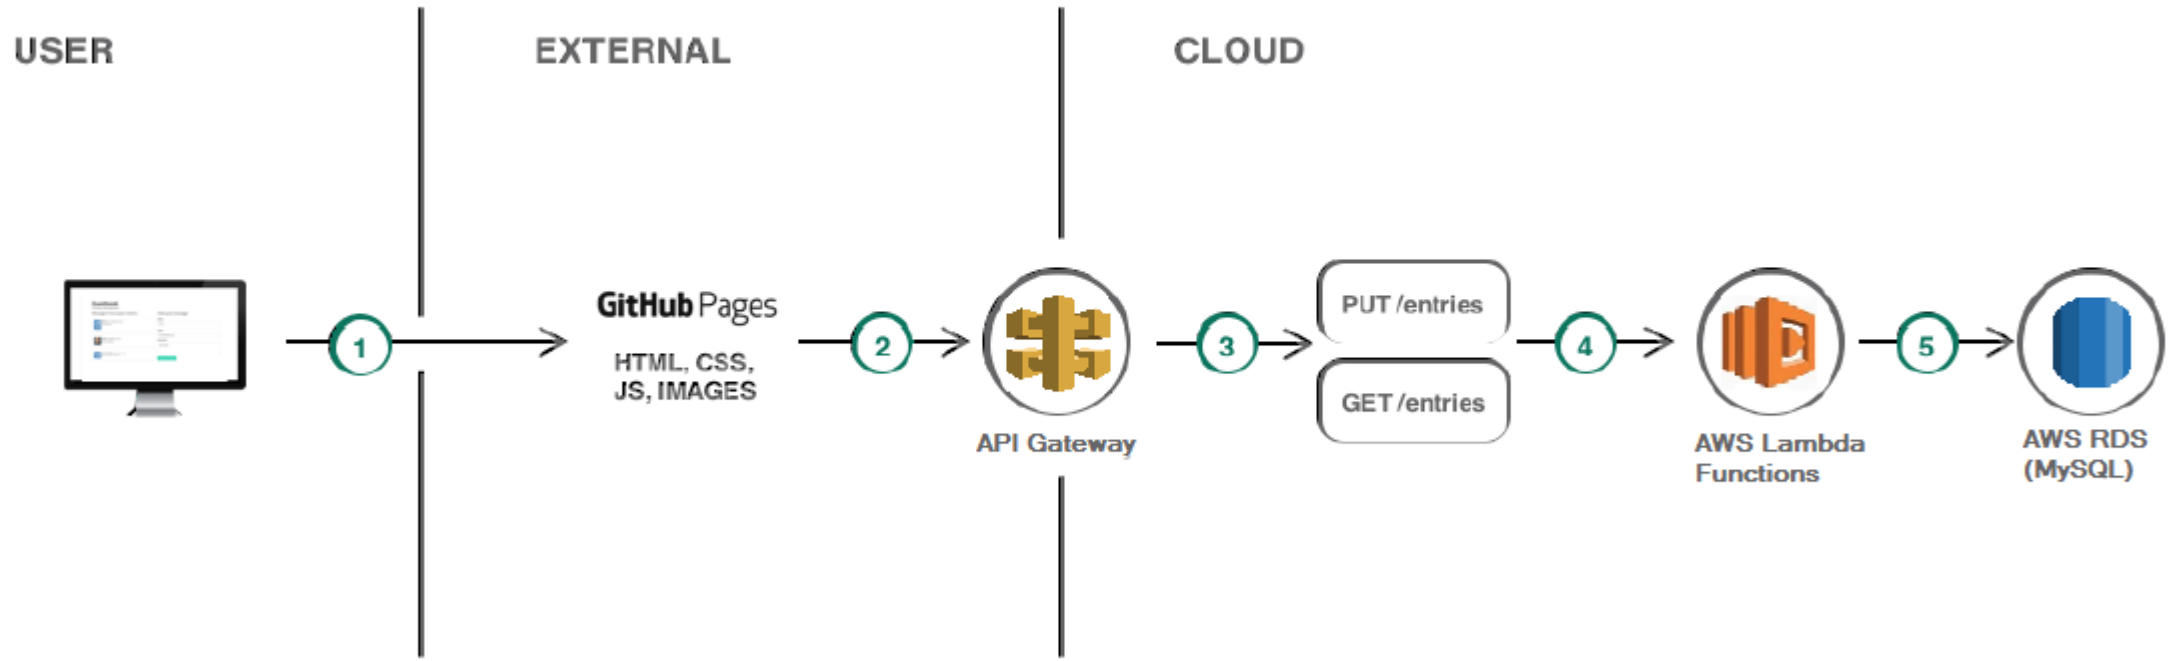 USER
EXTERNAL
CLOUD
1
GitHub Pages
HTML, CSS,
JS, IMAGES
2
API Gateway
3
PUT /entries
GET /entries
4
AWS Lambda
Functions
5
AWS RDS
(MySQL)